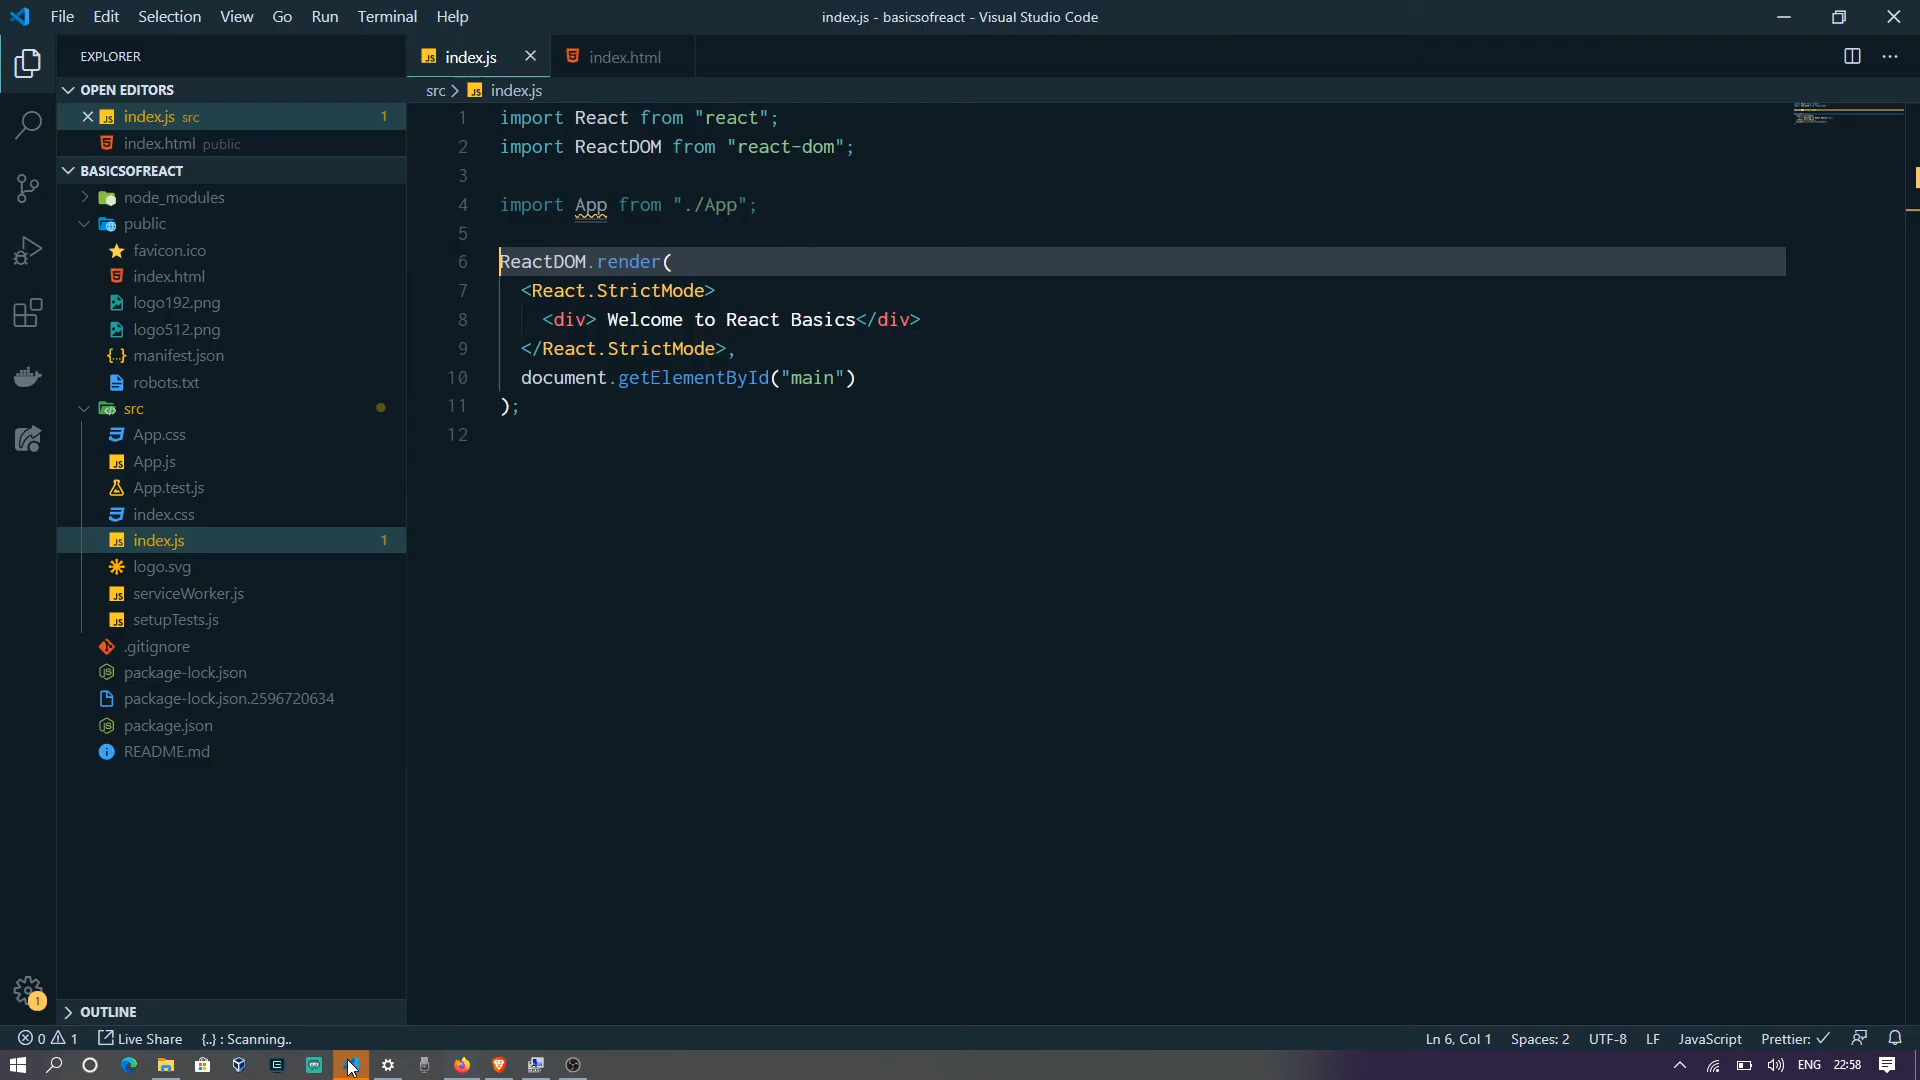 File Edit Selection View Go Run Terminal Help
index.js - basicsofreact - Visual Studio Code
EXPLORER
OPEN EDITORS
index.js src 1
index.html public
BASICSOFREACT
node_modules
public
favicon.ico
index.html
logo192.png
logo512.png
manifest.json
robots.txt
src
App.css
App.js
App.test.js
index.css
index.js 1
logo.svg
serviceWorker.js
setupTests.js
.gitignore
package-lock.json
package-lock.json.2596720634
package.json
README.md
OUTLINE
index.js index.html
src > index.js
1 import React from "react";
2 import ReactDOM from "react-dom";
3
4 import App from "./App";
5
6 ReactDOM.render(
7 <React.StrictMode>
8 <div> Welcome to React Basics</div>
9 </React.StrictMode>,
10 document.getElementById("main")
11 );
12
1
0 1 Live Share {..} : Scanning..
Ln 6, Col 1 Spaces: 2 UTF-8 LF JavaScript Prettier: ✓
ENG 22:58